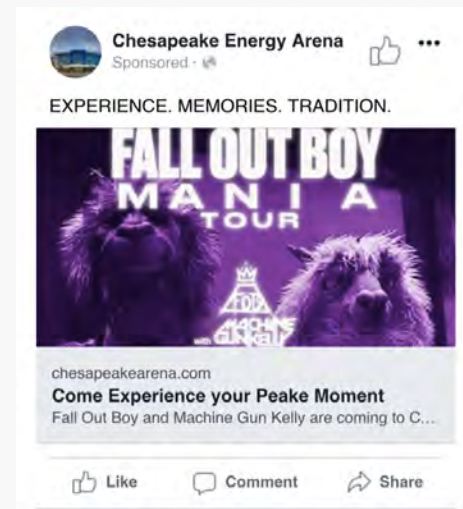 Chesapeake Energy Arena
Sponsored ·
EXPERIENCE. MEMORIES. TRADITION.
FALL OUT BOY
MANIA
TOUR
FOB
with MACHINE
GUN KELLY
chesapeakearena.com
Come Experience your Peake Moment
Fall Out Boy and Machine Gun Kelly are coming to C...
Like
Comment
Share